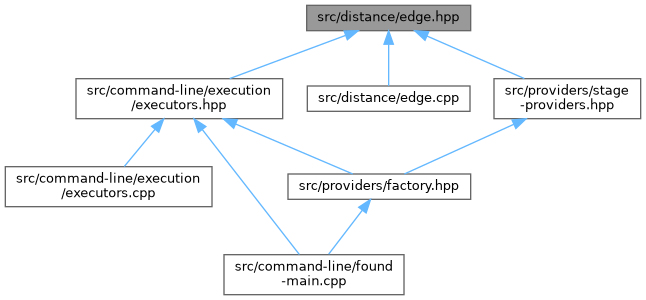 src/distance/edge.hpp
src/command-line/execution
/executors.hpp
src/distance/edge.cpp
src/providers/stage
-providers.hpp
src/command-line/execution
/executors.cpp
src/providers/factory.hpp
src/command-line/found
-main.cpp